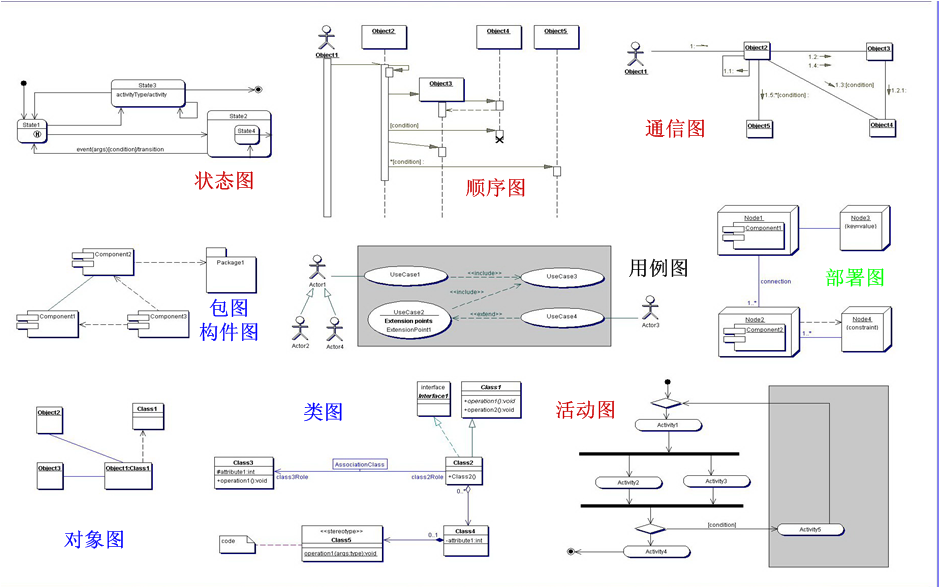 State3
activityType/activity
State1
H
State2
State4
event(args)[condition]/transition
状态图
Object1
Object2
Object4
Object5
Object3
[condition]
*[condition] :
顺序图
Object1
1:
Object2
1.1:
1.2:
1.4:
Object3
1.3:[condition]
1.5:*[condition] :
1.2.1:
Object5
Object4
通信图
Component2
Package1
Component1
Component3
包图
构件图
Actor1
Actor2
Actor4
UseCase1
<<include>>
UseCase3
<<include>>
UseCase2
Extension points
ExtensionPoint1
<<extend>>
UseCase4
Actor3
用例图
Node1
Component1
Node3
(key=value)
部署图
connection
1..*
Node2
Component2
Node4
(constraint)
1..*
Object2
Class1
Object3
Object1:Class1
对象图
类图
interface
Interface1
Class1
+operation1():void
+operation2():void
Class3
#attribute1:int
+operation1():void
AssociationClass
class3Role
class2Role
Class2
+Class2()
0..*
code
<<stereotype>>
Class5
operation1(args:type):void
0..1
Class4
-attribute1:int
活动图
Activity1
Activity2
Activity3
[condition]
Activity5
Activity4